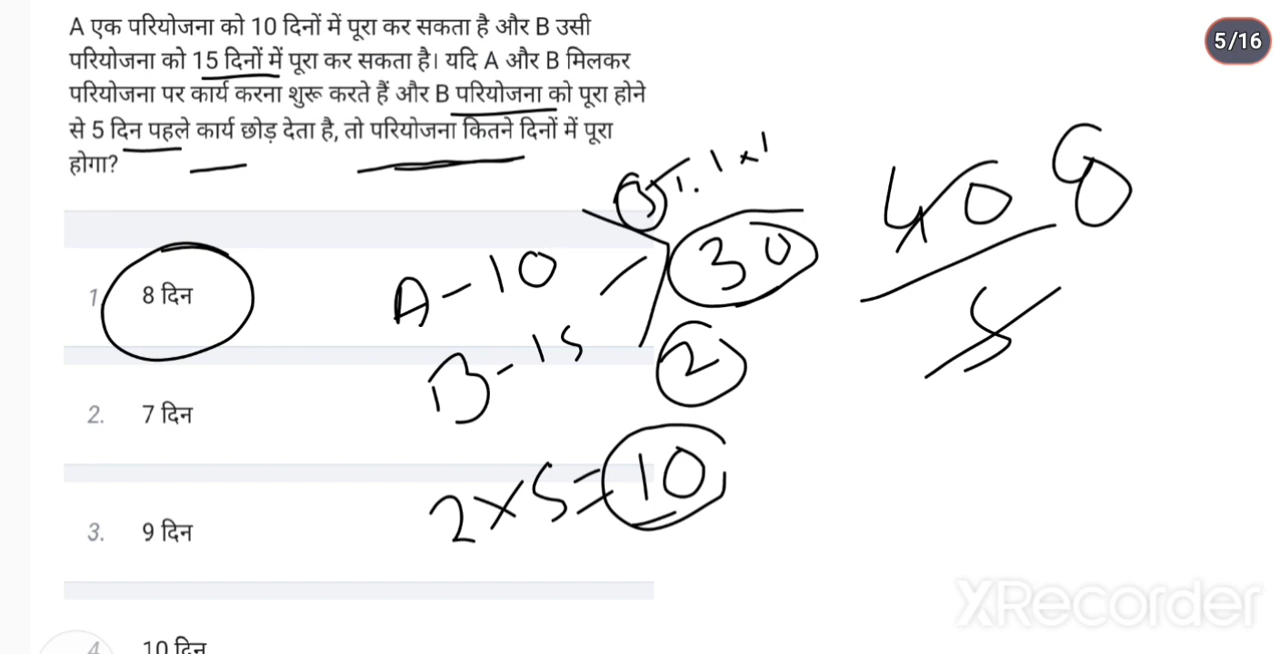 A एक परियोजना को 10 दिनों में पूरा कर सकता है और B उसी
परियोजना को 15 दिनों में पूरा कर सकता है। यदि A और B मिलकर
परियोजना पर कार्य करना शुरू करते हैं और B परियोजना को पूरा होने
से 5 दिन पहले कार्य छोड़ देता है, तो परियोजना कितने दिनों में पूरा
होगा?
5/16
1. 8 दिन
2. 7 दिन
3. 9 दिन
4. 10 दिन
A - 10
B - 15
30
2
2 x 5 = 10
40 8
5
XRecorder